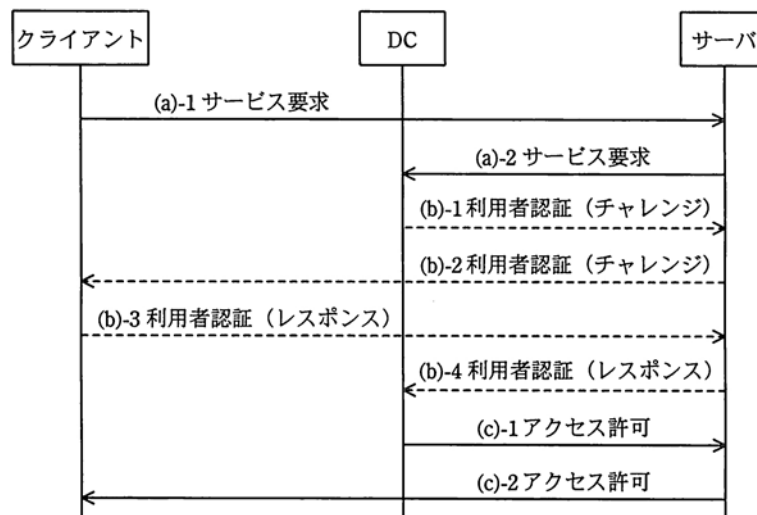 クライアント
DC
サーバ
(a)-1 サービス要求
(a)-2 サービス要求
(b)-1 利用者認証（チャレンジ）
(b)-2 利用者認証（チャレンジ）
(b)-3 利用者認証（レスポンス）
(b)-4 利用者認証（レスポンス）
(c)-1 アクセス許可
(c)-2 アクセス許可